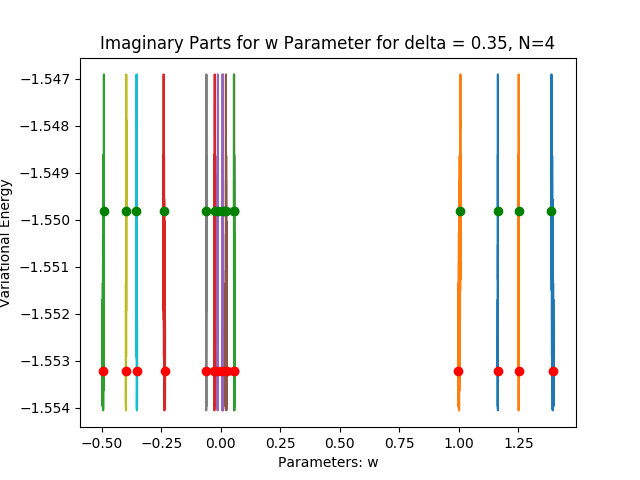 Imaginary Parts for w Parameter for delta = 0.35, N=4
Variational Energy
−1.547
−1.548
−1.549
−1.550
−1.551
−1.552
−1.553
−1.554
−0.50 −0.25 0.00 0.25 0.50 0.75 1.00 1.25
Parameters: w